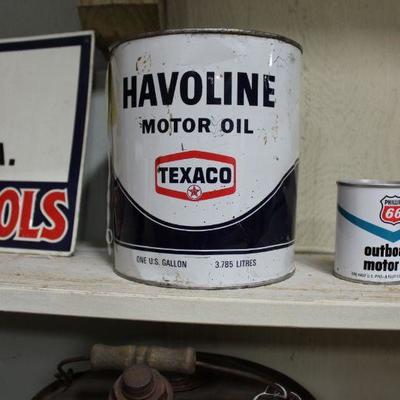 A.
OLS
HAVOLINE
MOTOR OIL
TEXACO
ONE U.S. GALLON 3.785 LITRES
66
outbo
motor